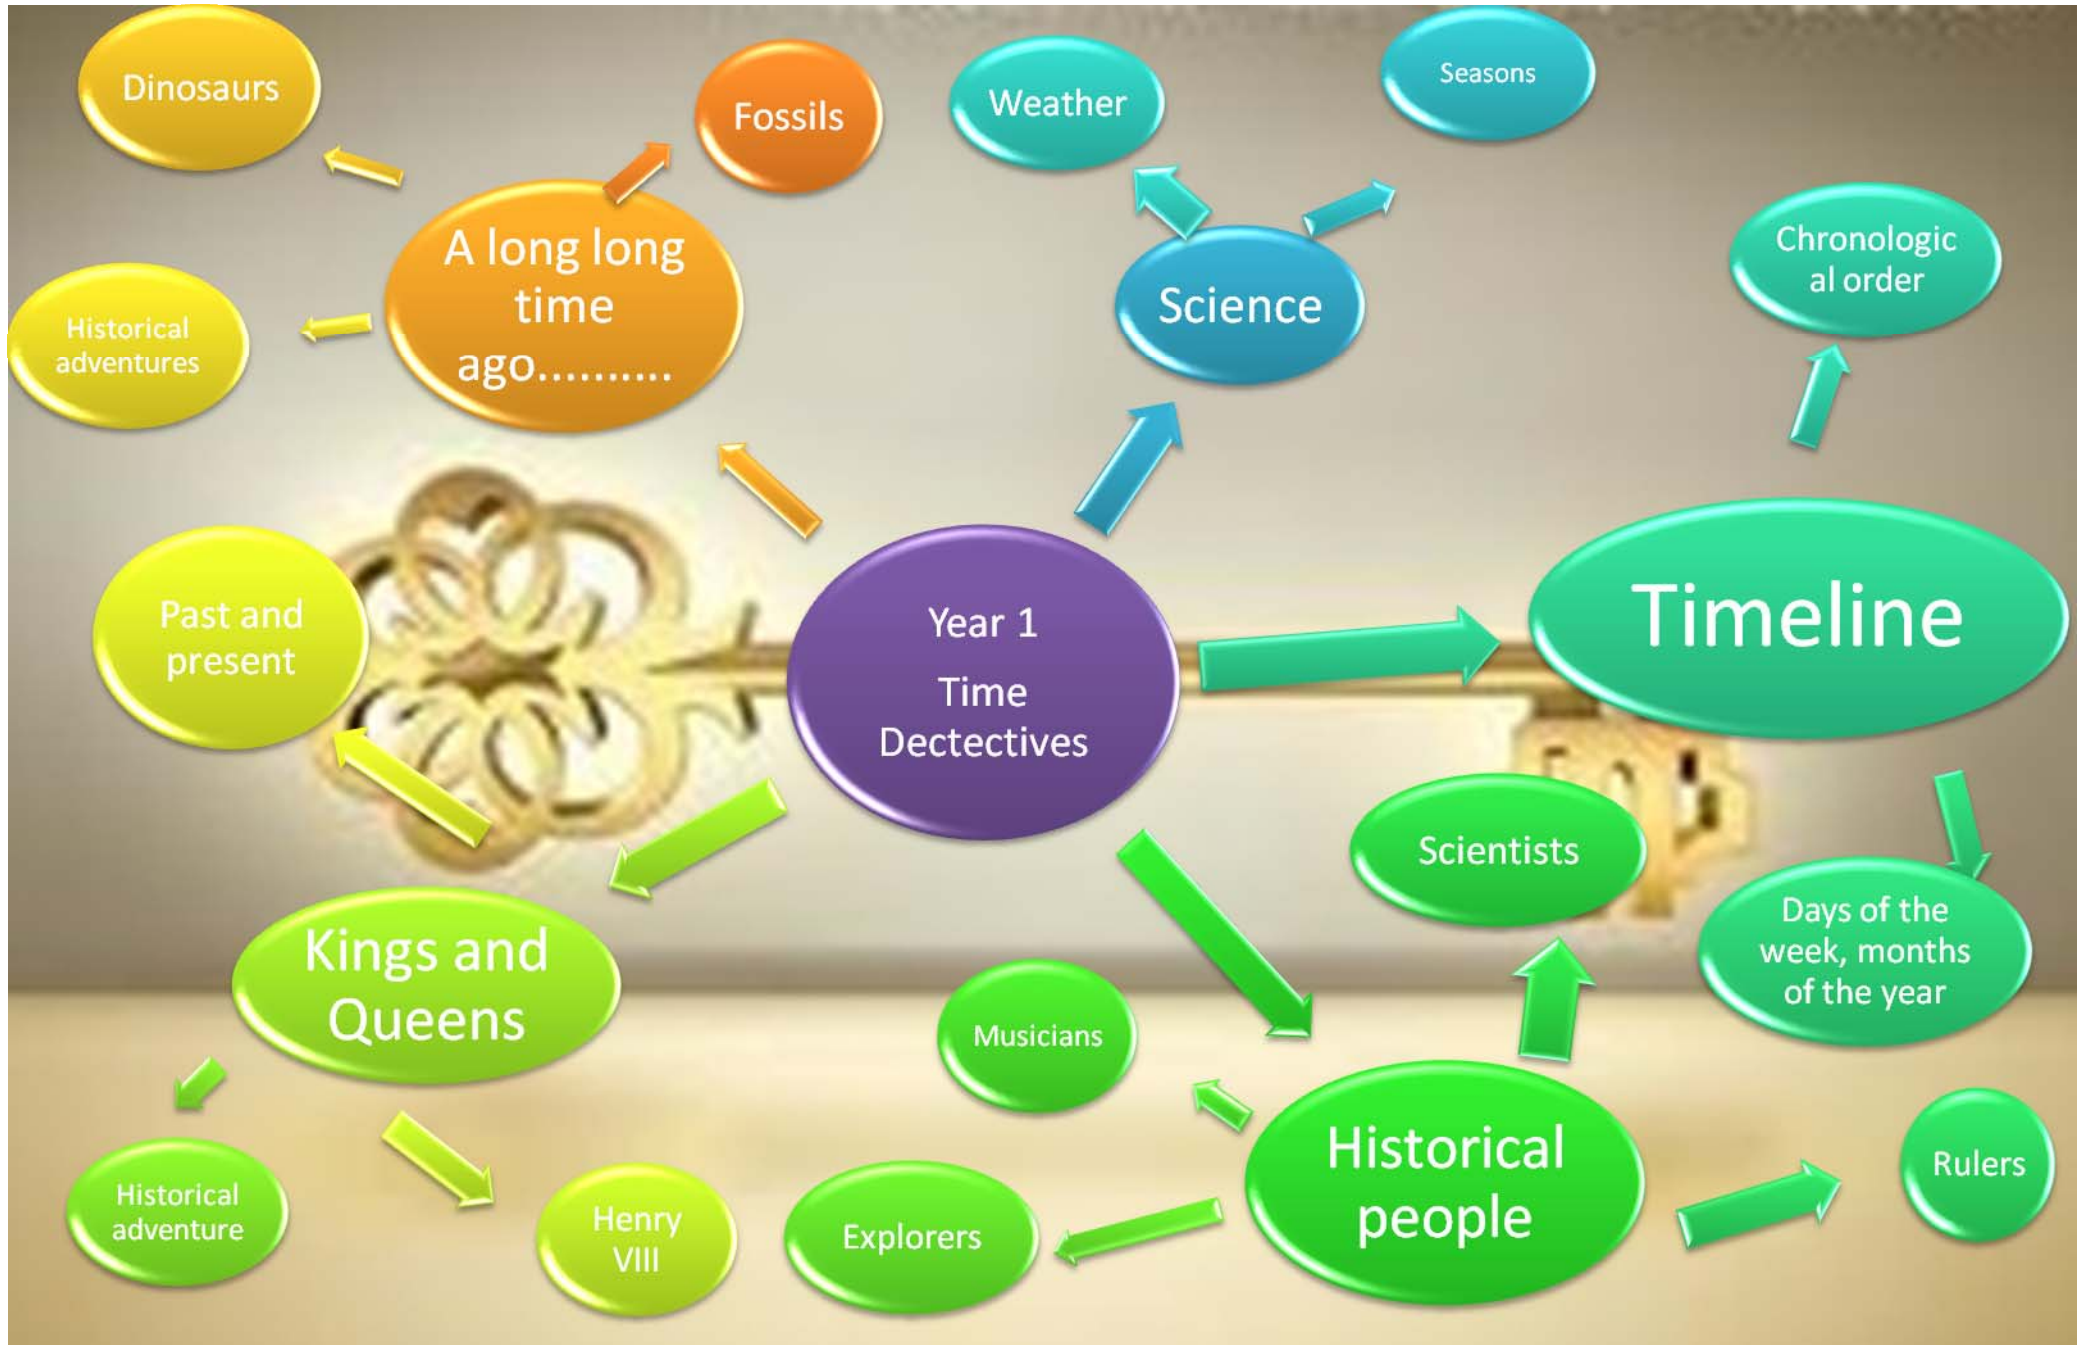 Dinosaurs
Fossils
Weather
Seasons
A long long
time
ago..........
Science
Chronologic
al order
Historical
adventures
Past and
present
Year 1
Time
Dectectives
Timeline
Scientists
Days of the
week, months
of the year
Kings and
Queens
Musicians
Historical
people
Rulers
Historical
adventure
Henry
VIII
Explorers